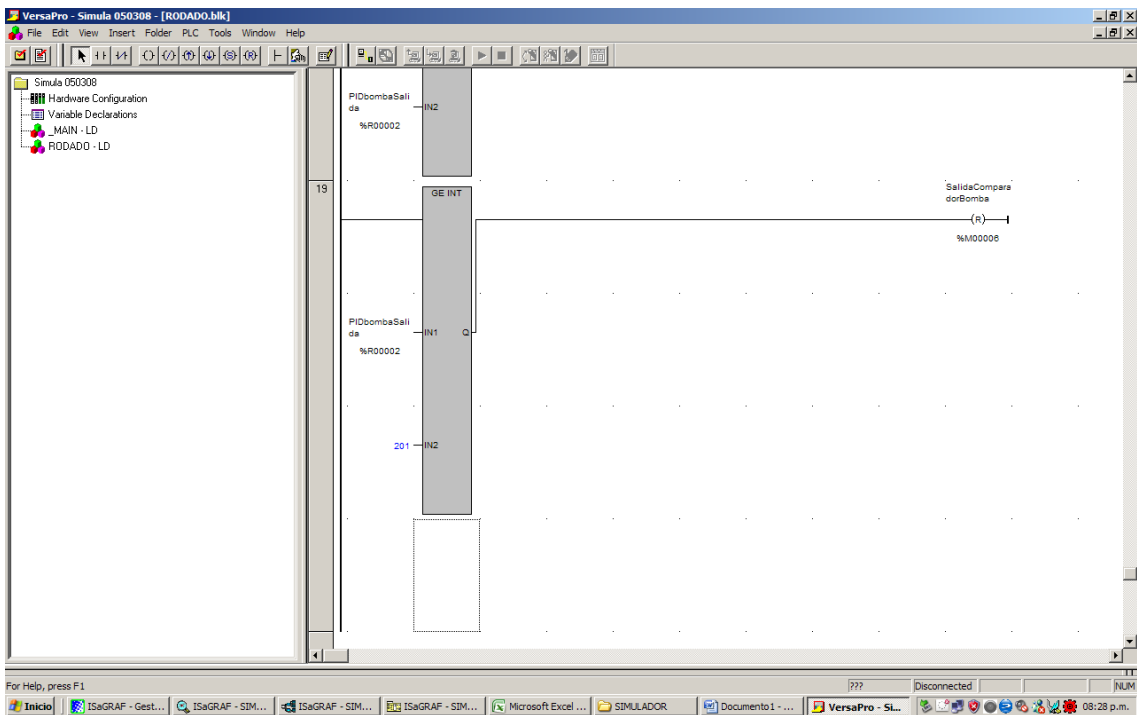 VersaPro - Simula 050308 - [RODADO.blk]
File Edit View Insert Folder PLC Tools Window Help
Simula 050308
Hardware Configuration
Variable Declarations
_MAIN - LD
RODADO - LD
PIDbombaSali
da
IN2
%R00002
19
GE INT
SalidaCompara
dorBomba
(R)
%M00006
PIDbombaSali
da
IN1 Q
%R00002
201 IN2
For Help, press F1
???
Disconnected
NUM
Inicio
ISaGRAF - Gest...
ISaGRAF - SIM...
ISaGRAF - SIM...
ISaGRAF - SIM...
Microsoft Excel ...
SIMULADOR
Documento1 - ...
VersaPro - Si...
08:28 p.m.